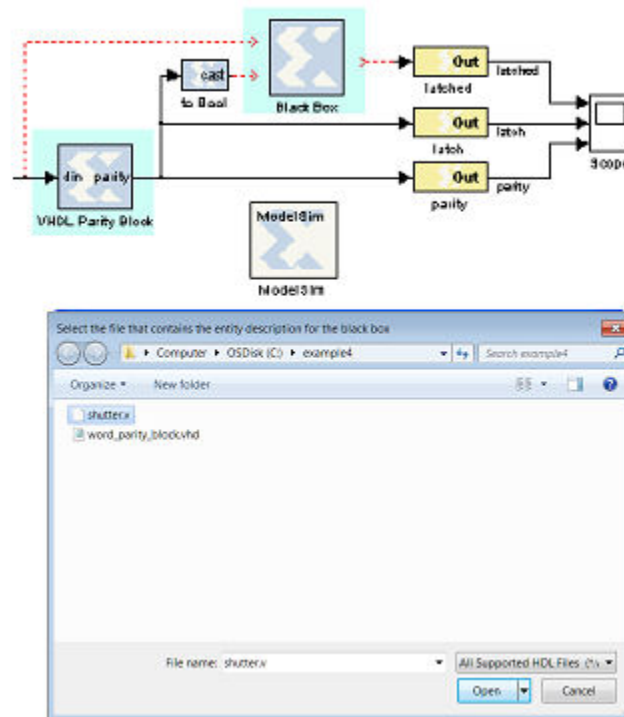 cast
to Bool
Black Box
Out
latched
latched
Out
latch
latch
Out
parity
parity
Scope
din parity
VHDL Parity Block
ModelSim
ModelSim
Select the file that contains the entity description for the black box
Computer ▸ OSDisk (C:) ▸ example4
Search example4
Organize
New folder
shutter.v
word_parity_block.vhd
File name: shutter.v
All Supported HDL Files (*.v
Open
Cancel